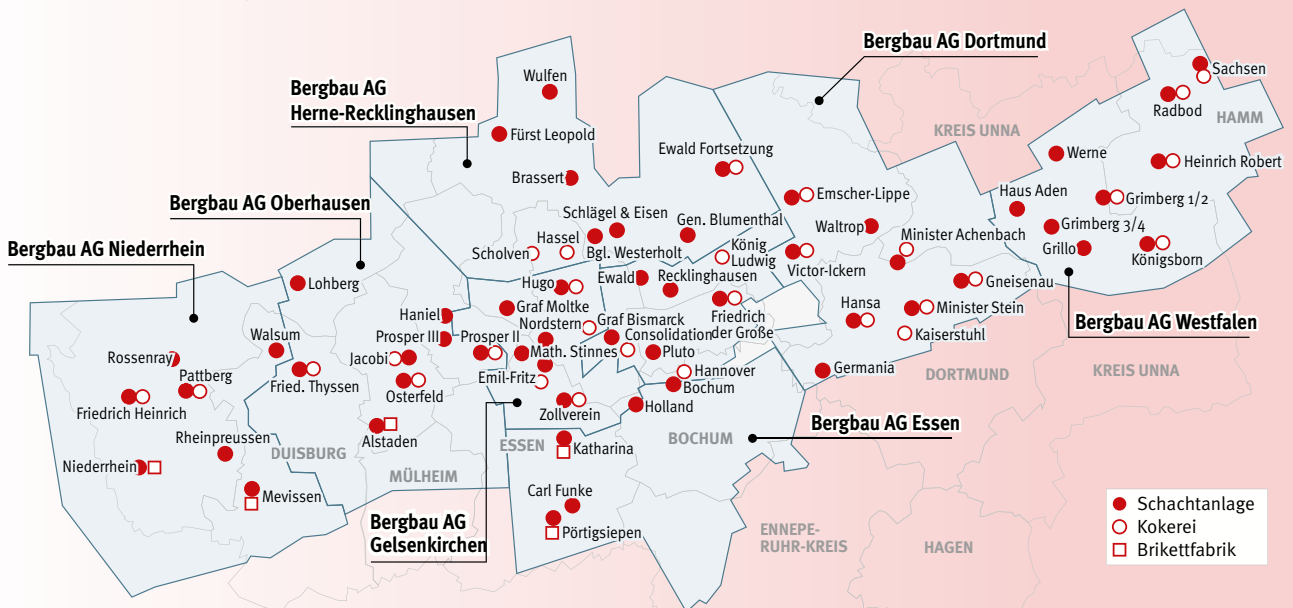 Bergbau AG Dortmund
Bergbau AG
Herne-Recklinghausen
Bergbau AG Oberhausen
Bergbau AG Niederrhein
Bergbau AG Westfalen
Bergbau AG Essen
Bergbau AG
Gelsenkirchen
Wulfen
Fürst Leopold
Brassert
Ewald Fortsetzung
Schlägel & Eisen
Gen. Blumenthal
Hassel
Scholven
Bgl. Westerholt
König
Ludwig
Ewald
Recklinghausen
Hugo
Friedrich
der Große
Emscher-Lippe
Waltrop
Minister Achenbach
Victor-Ickern
Gneisenau
Hansa
Minister Stein
Kaiserstuhl
Germania
DORTMUND
KREIS UNNA
Sachsen
Radbod
HAMM
Werne
Heinrich Robert
Haus Aden
Grimberg 1/2
Grimberg 3/4
Grillo
Königsborn
KREIS UNNA
Lohberg
Walsum
Fried. Thyssen
Haniel
Prosper III
Prosper II
Jacobi
Osterfeld
Alstaden
DUISBURG
MÜLHEIM
Rossenray
Pattberg
Friedrich Heinrich
Rheinpreussen
Niederrhein
Mevissen
Graf Moltke
Nordstern
Graf Bismarck
Consolidation
Math. Stinnes
Pluto
Emil-Fritz
Hannover
Bochum
Zollverein
Holland
ESSEN
Katharina
BOCHUM
Carl Funke
Pörtigsiepen
ENNEPE-
RUHR-KREIS
HAGEN
Schachtanlage
Kokerei
Brikettfabrik